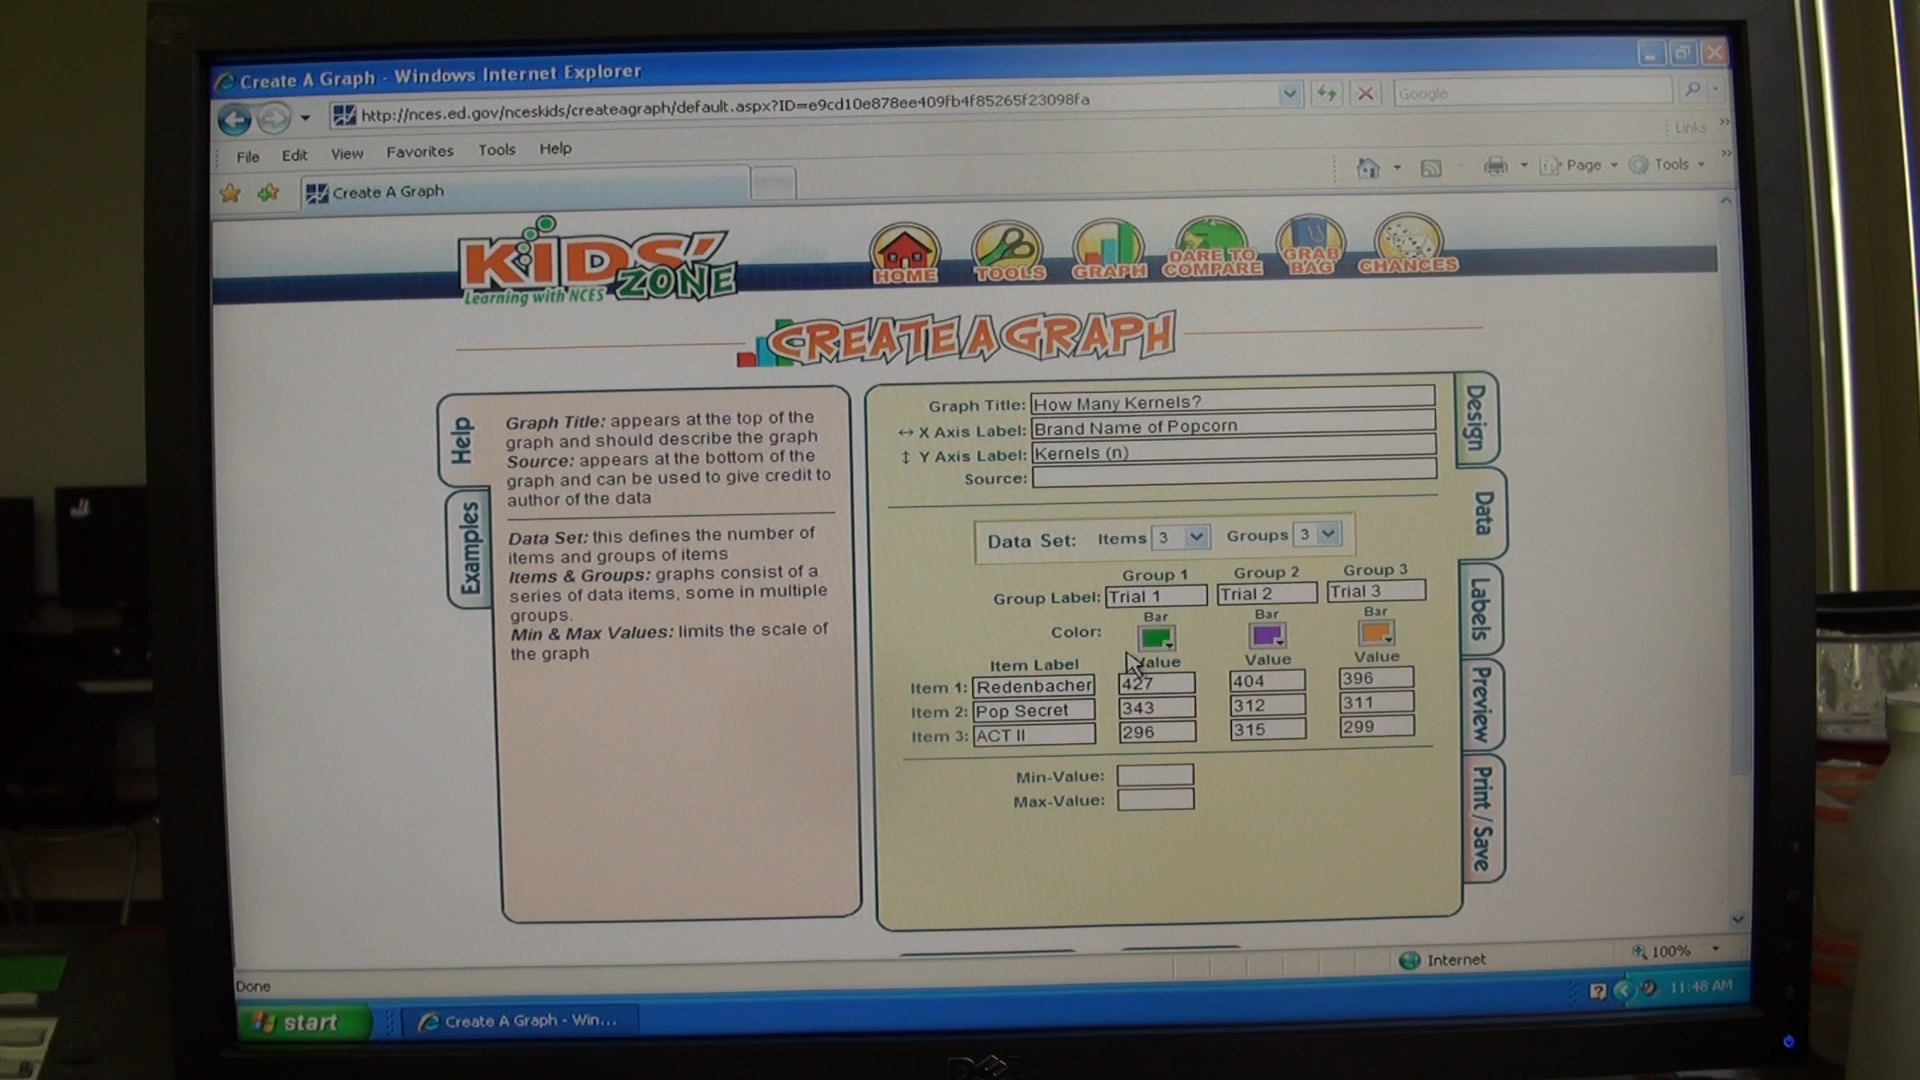 Create A Graph - Windows Internet Explorer
http://nces.ed.gov/nceskids/createagraph/default.aspx?ID=e9cd10e878ee409fb4f85265f23098fa
Google
Links
File Edit View Favorites Tools Help
Page Tools
Create A Graph
KiDS' ZONE
Learning with NCES
HOME TOOLS GRAPH DARE TO COMPARE GRAB BAG CHANCES
CREATE A GRAPH
Help
Examples
Graph Title: appears at the top of the
graph and should describe the graph
Source: appears at the bottom of the
graph and can be used to give credit to
author of the data
Data Set: this defines the number of
items and groups of items
Items & Groups: graphs consist of a
series of data items, some in multiple
groups.
Min & Max Values: limits the scale of
the graph
Graph Title: How Many Kernels?
X Axis Label: Brand Name of Popcorn
Y Axis Label: Kernels (n)
Source:
Data Set: Items 3 Groups 3
Group 1 Group 2 Group 3
Group Label: Trial 1 Trial 2 Trial 3
Bar Bar Bar
Color:
Item Label Value Value Value
Item 1: Redenbacher 427 404 396
Item 2: Pop Secret 343 312 311
Item 3: ACT II 296 315 299
Min-Value:
Max-Value:
Design
Data
Labels
Preview
Print / Save
Done
Internet
100%
start
Create A Graph - Win...
11:48 AM
DELL